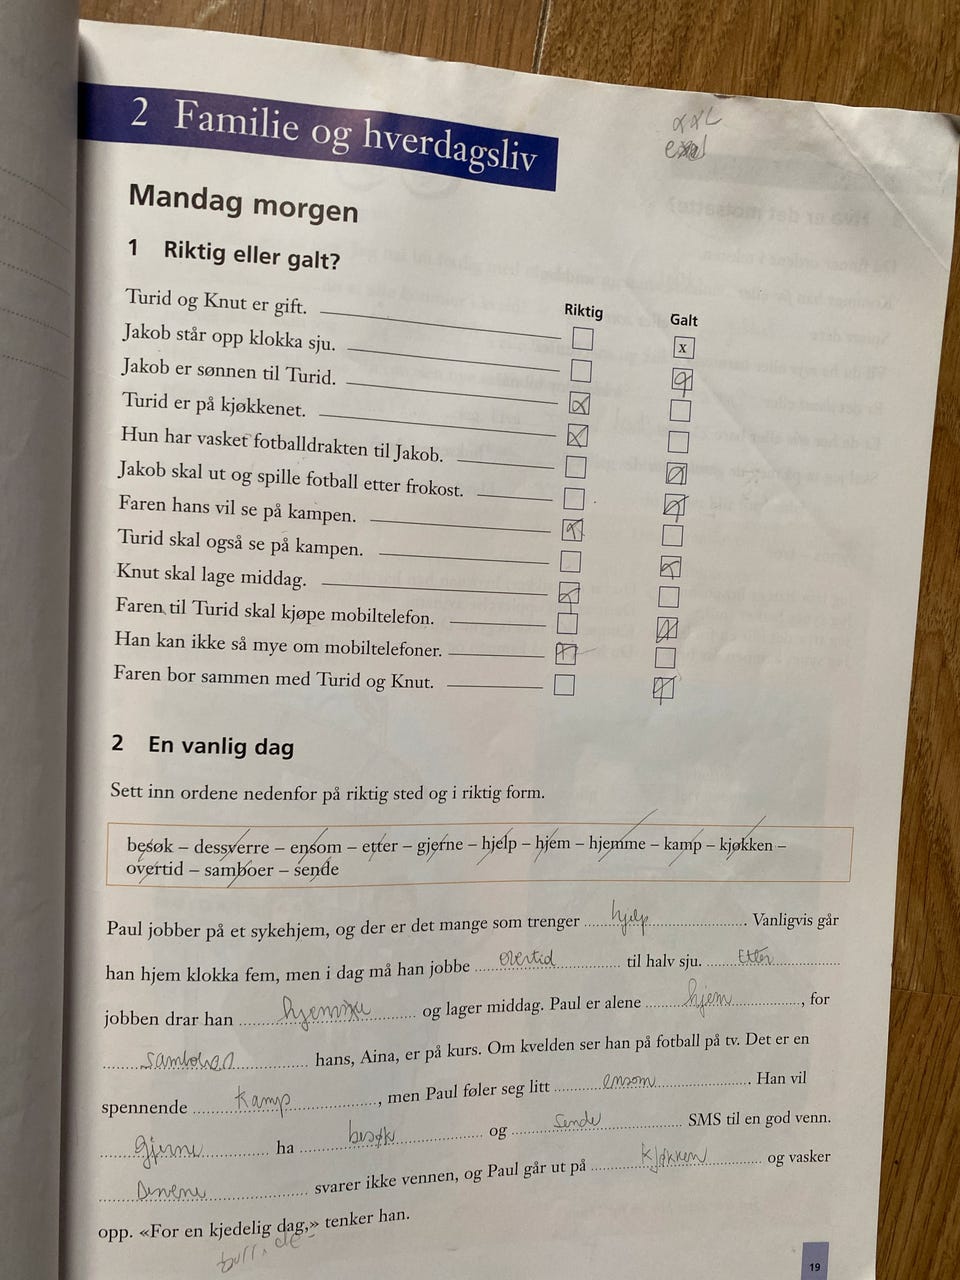 xxL
2 Familie og hverdagsliv
Mandag morgen
1 Riktig eller galt?
Riktig Galt
Turid og Knut er gift. x
Jakob står opp klokka sju.
Jakob er sønnen til Turid.
Turid er på kjøkkenet.
Hun har vasket fotballdrakten til Jakob.
Jakob skal ut og spille fotball etter frokost.
Faren hans vil se på kampen.
Turid skal også se på kampen.
Knut skal lage middag.
Faren til Turid skal kjøpe mobiltelefon.
Han kan ikke så mye om mobiltelefoner.
Faren bor sammen med Turid og Knut.
2 En vanlig dag
Sett inn ordene nedenfor på riktig sted og i riktig form.
besøk – dessverre – ensom – etter – gjerne – hjelp – hjem – hjemme – kamp – kjøkken –
overtid – samboer – sende
Paul jobber på et sykehjem, og der er det mange som trenger hjelp. Vanligvis går
han hjem klokka fem, men i dag må han jobbe overtid til halv sju. Etter
jobben drar han og lager middag. Paul er alene hjem, for
hans, Aina, er på kurs. Om kvelden ser han på fotball på tv. Det er en
spennende kamp, men Paul føler seg litt ensom. Han vil
gjerne ha besøk og sende SMS til en god venn.
svarer ikke vennen, og Paul går ut på kjøkken og vasker
opp. «For en kjedelig dag,» tenker han.
19